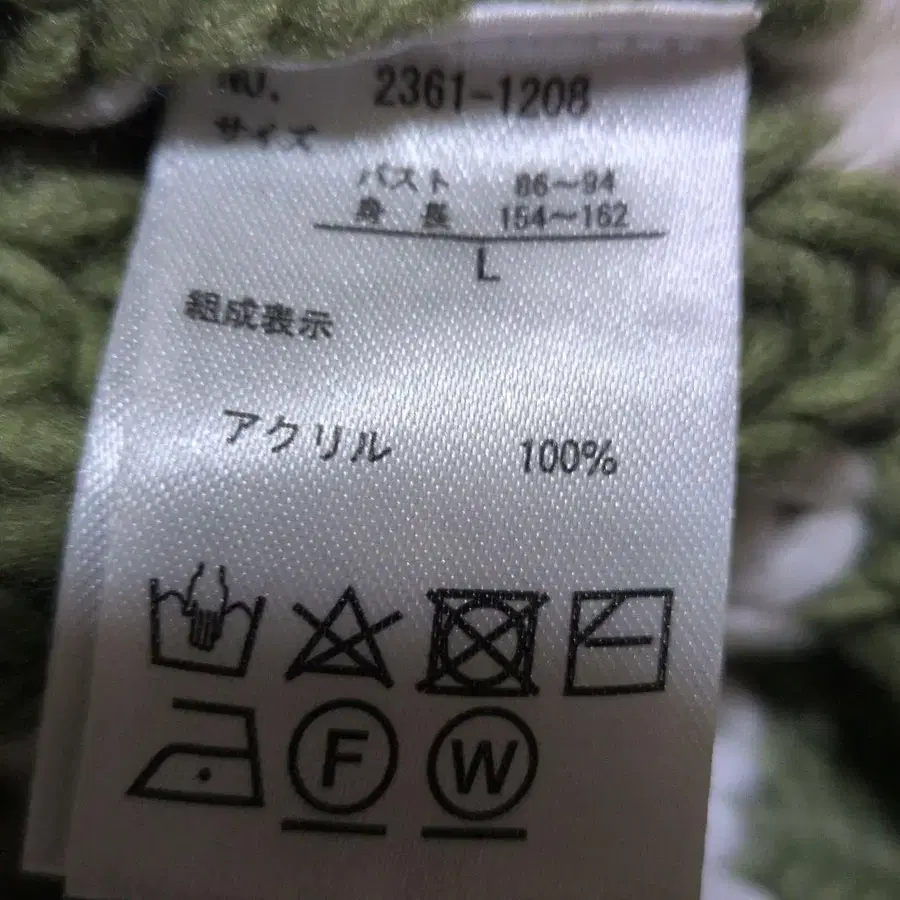 NO. 2361-1208
サイズ
バスト 86～94
身長 154～162
L
組成表示
アクリル 100%
F
W